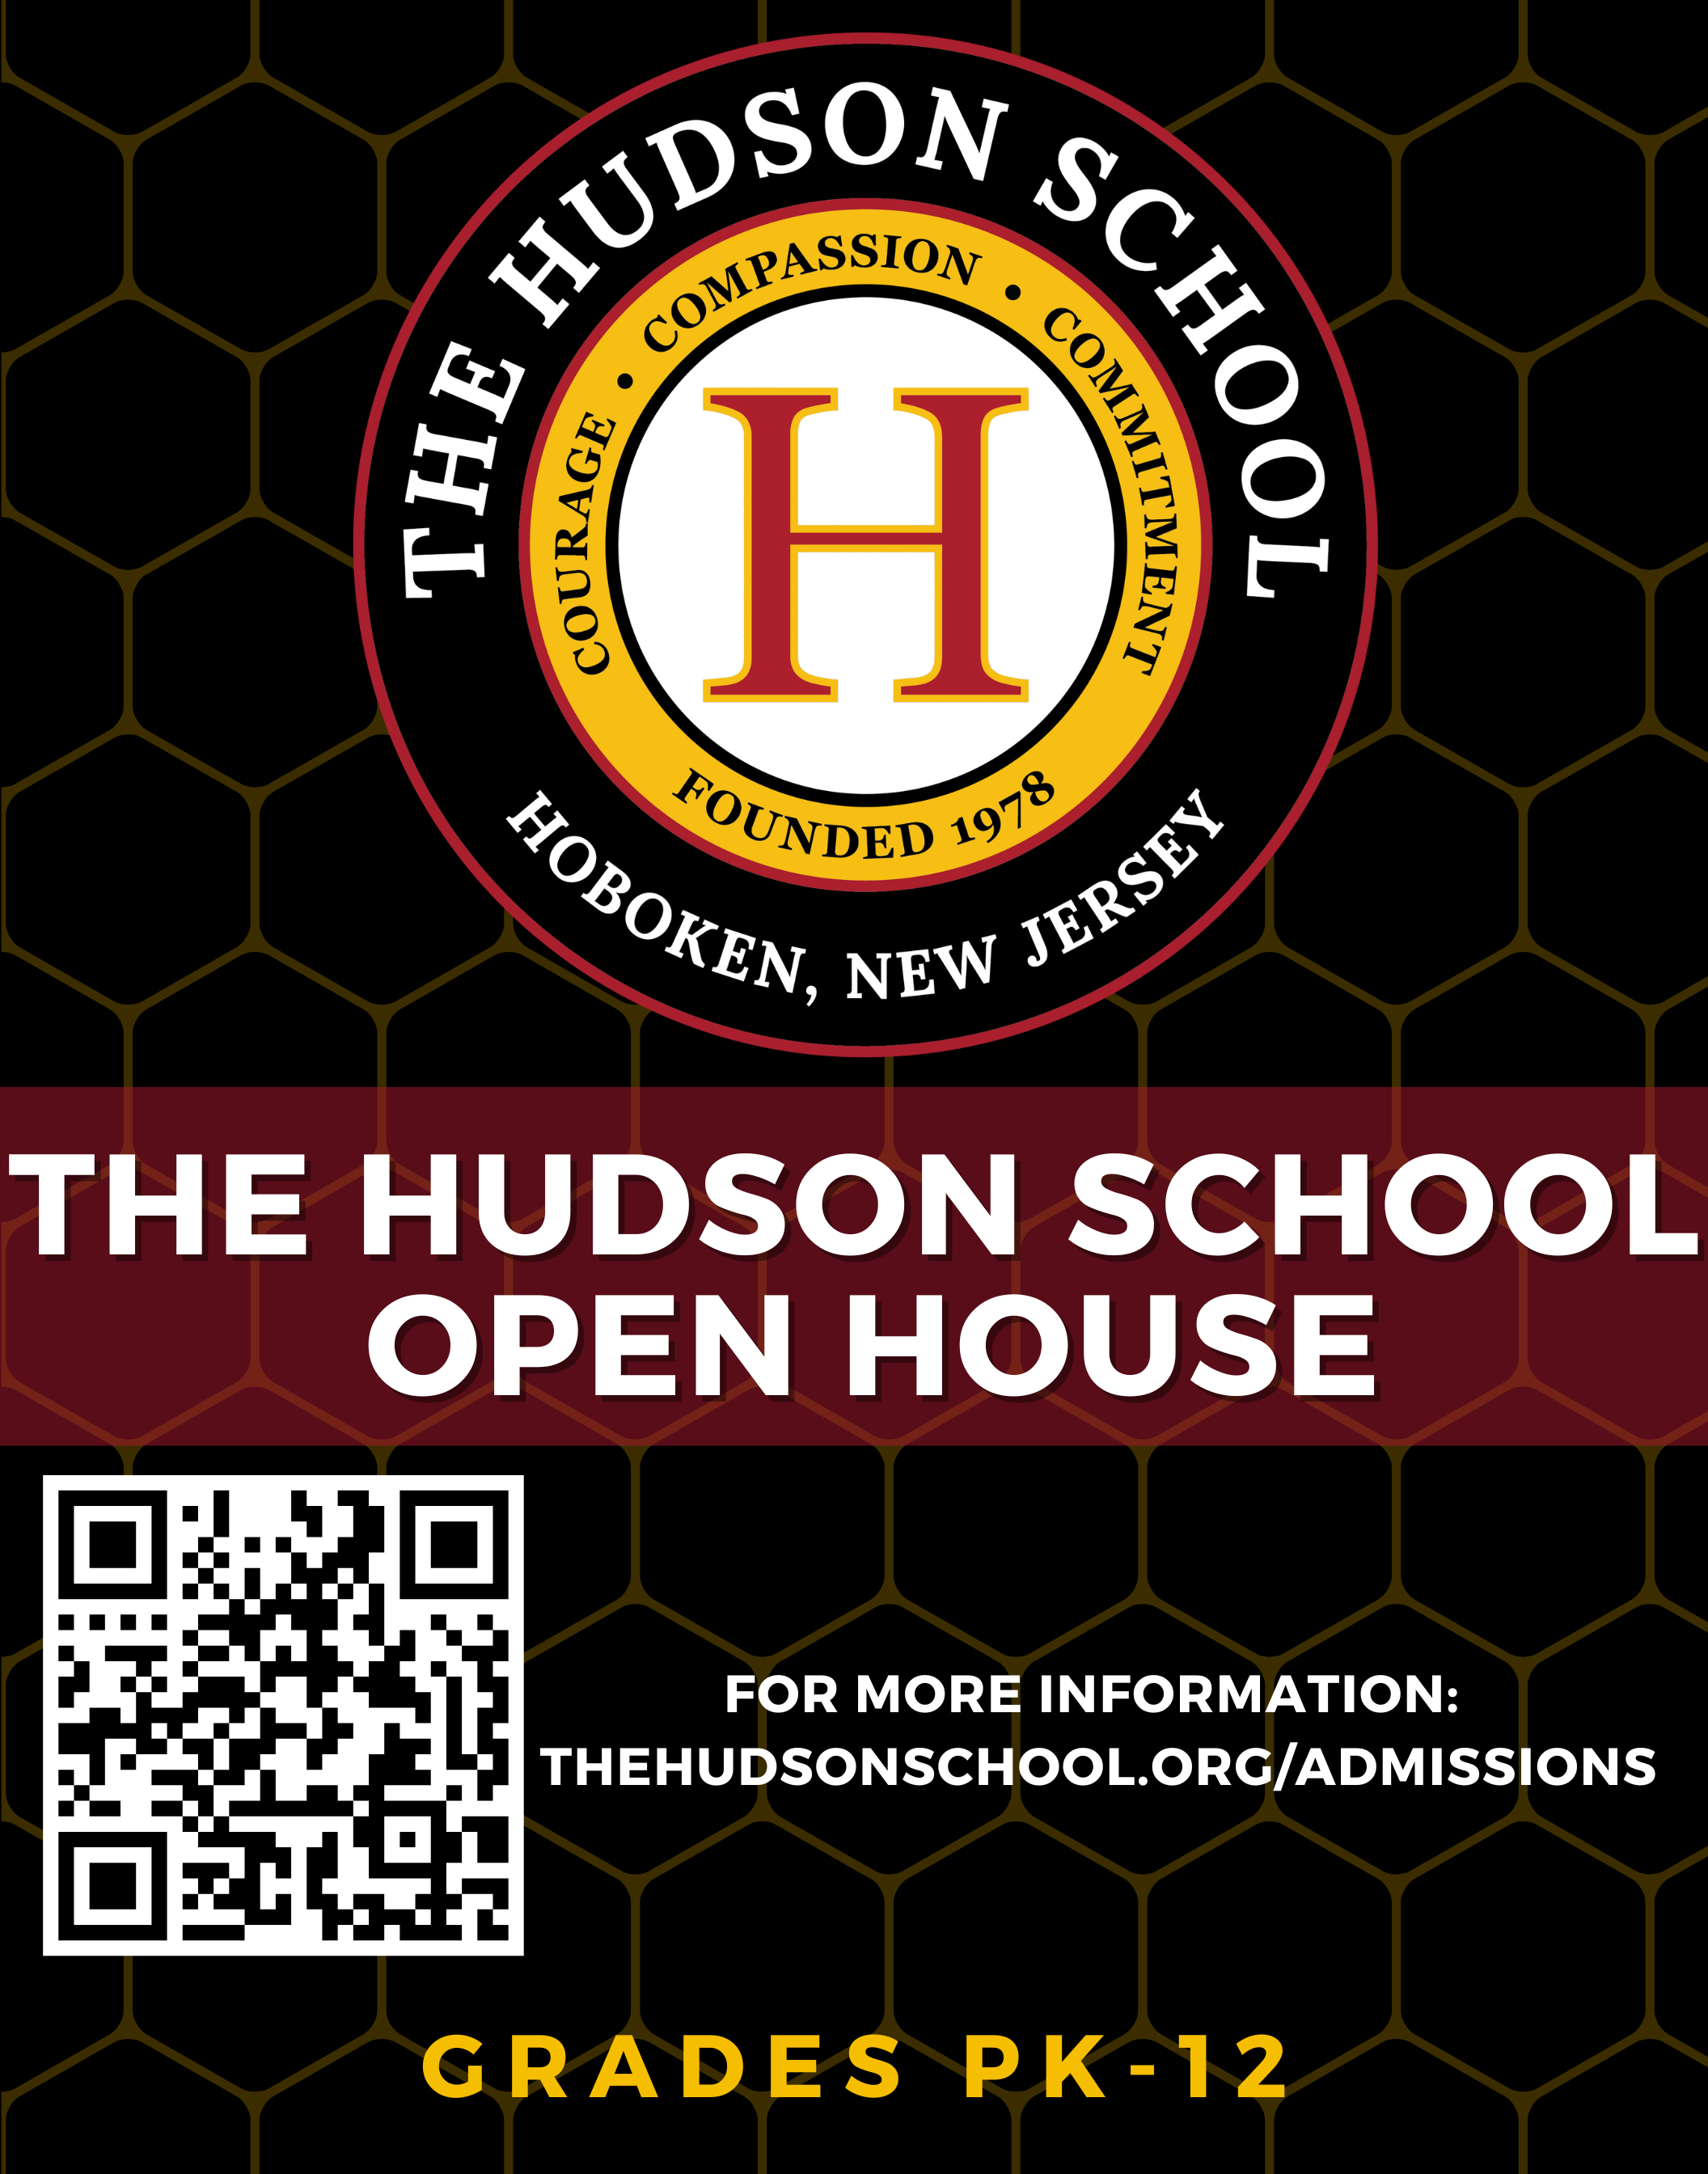 THE HUDSON SCHOOL
COURAGE • COMPASSION • COMMITMENT
H
FOUNDED 1978
HOBOKEN, NEW JERSEY
THE HUDSON SCHOOL
OPEN HOUSE
FOR MORE INFORMATION:
THEHUDSONSCHOOL.ORG/ADMISSIONS
GRADES PK-12